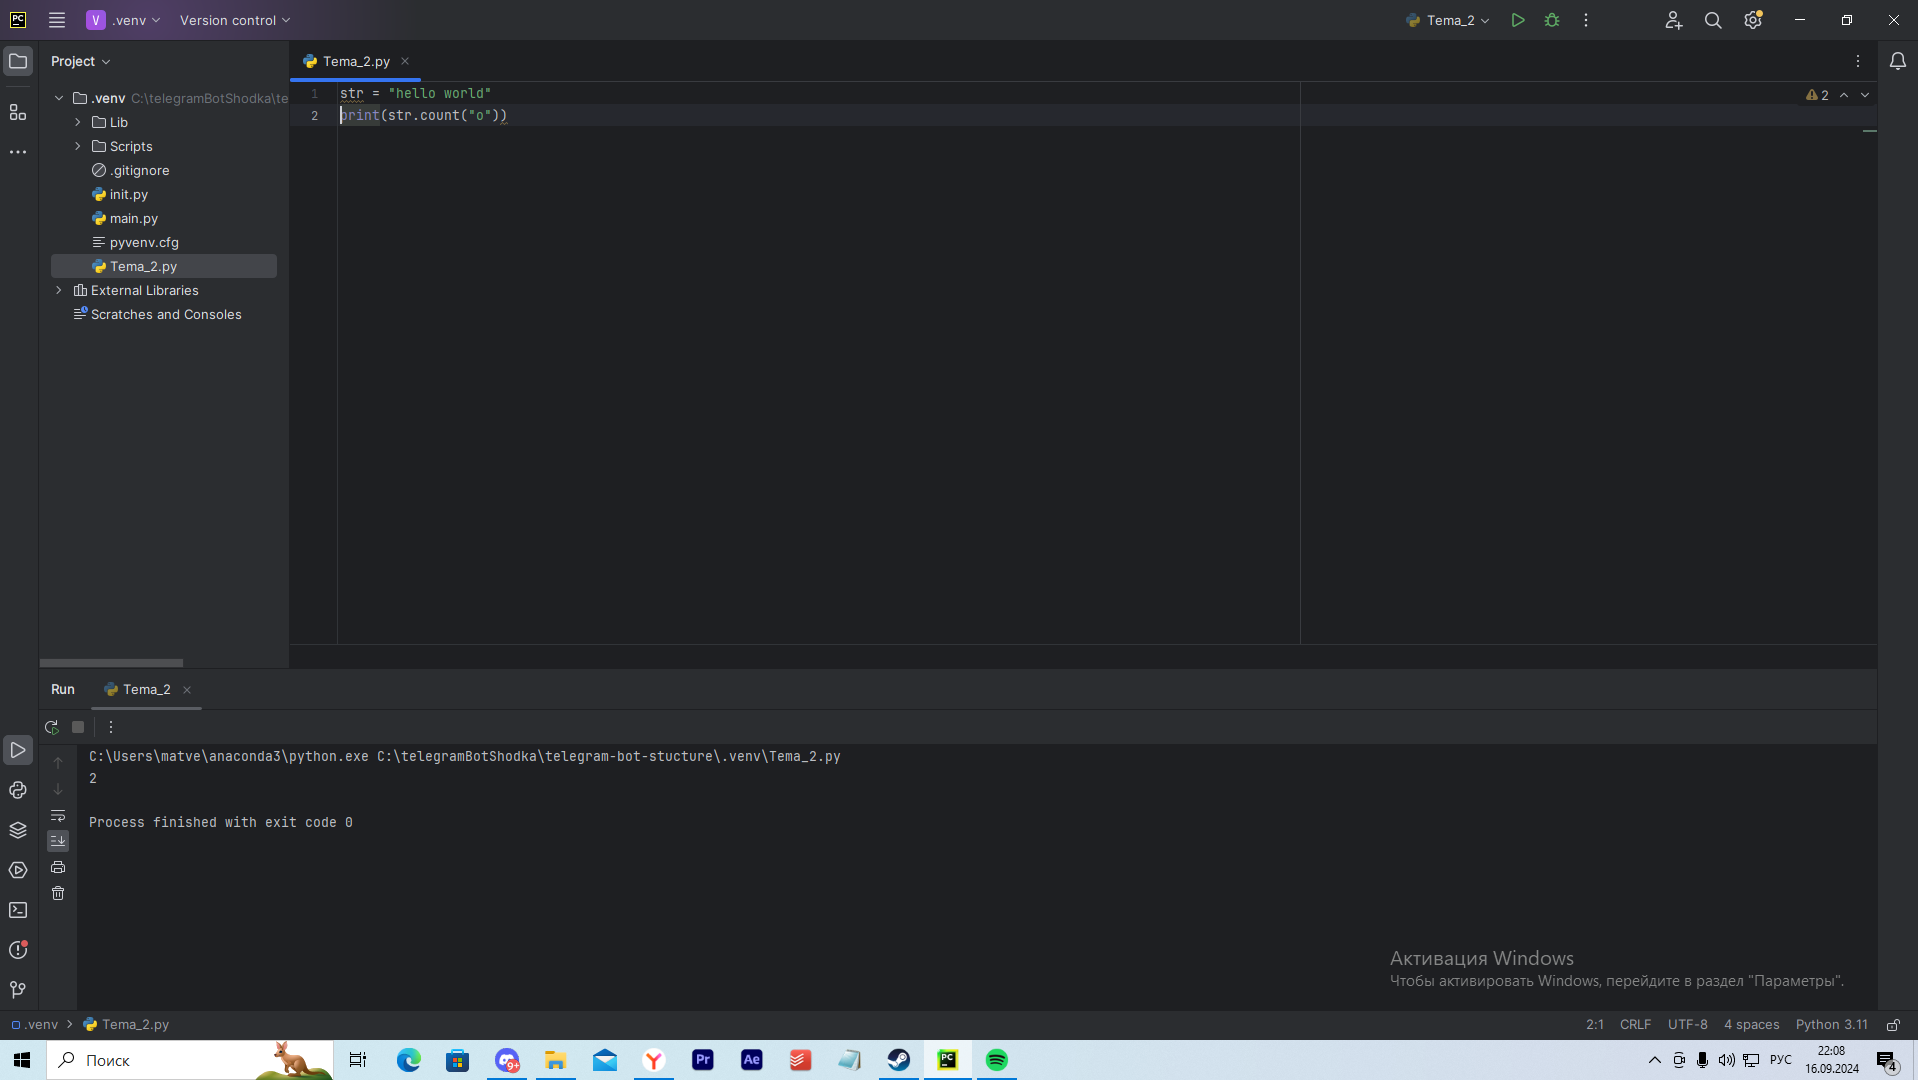 PC V .venv Version control Tema_2
Project
Tema_2.py
.venv C:\telegramBotShodka\te
Lib
Scripts
.gitignore
init.py
main.py
pyvenv.cfg
Tema_2.py
External Libraries
Scratches and Consoles
1 str = "hello world"
2 print(str.count("o"))
2
Run Tema_2
C:\Users\matve\anaconda3\python.exe C:\telegramBotShodka\telegram-bot-stucture\.venv\Tema_2.py
2
Process finished with exit code 0
Активация Windows
Чтобы активировать Windows, перейдите в раздел "Параметры".
.venv Tema_2.py 2:1 CRLF UTF-8 4 spaces Python 3.11
Поиск 9+ Y Pr Ae PC РУС 22:08
16.09.2024 4